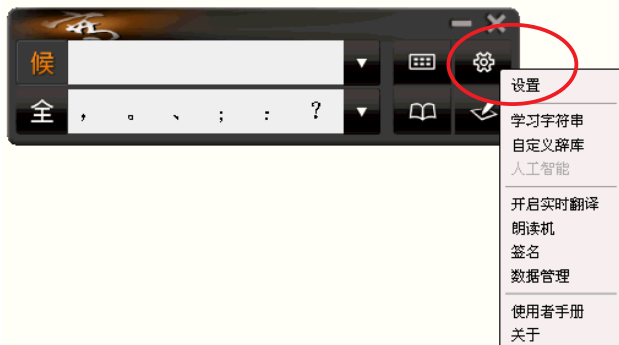 候
全 , 。 、 ; : ?
设置
学习字符串
自定义辞库
人工智能
开启实时翻译
朗读机
签名
数据管理
使用者手册
关于